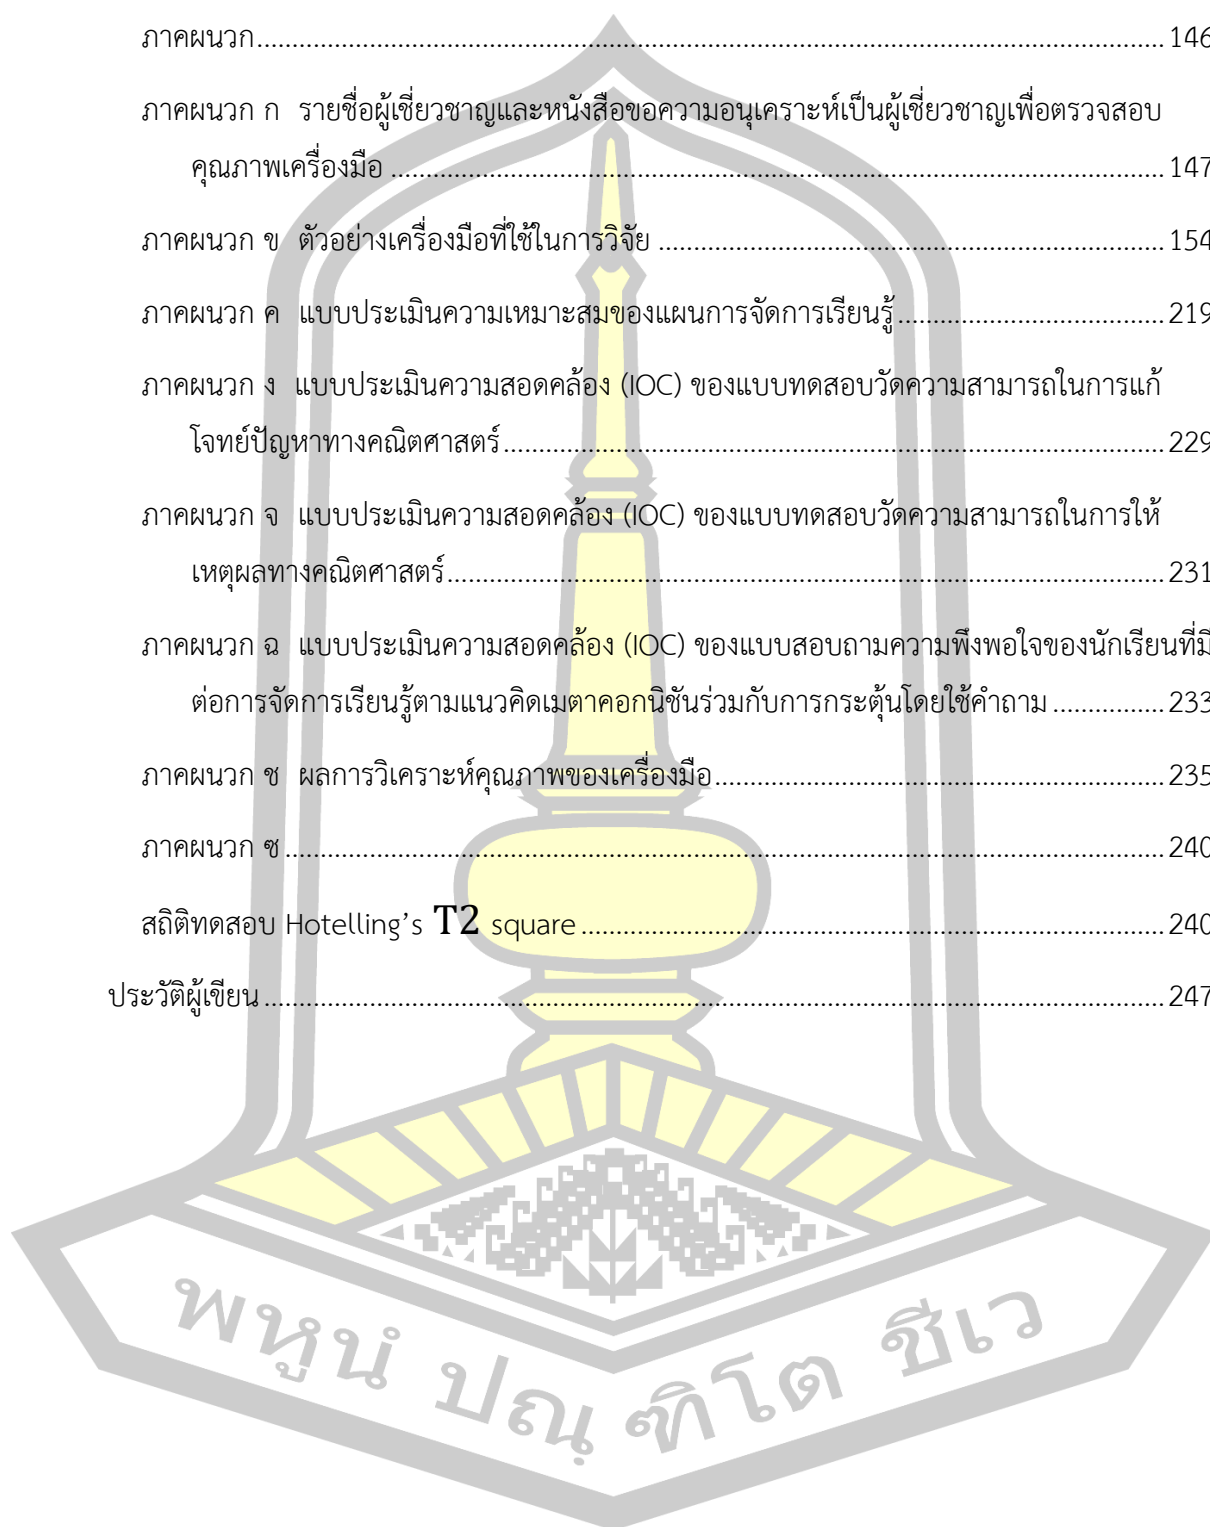 ภาคผนวก 146
ภาคผนวก ก รายชื่อผู้เชี่ยวชาญและหนังสือขอความอนุเคราะห์เป็นผู้เชี่ยวชาญเพื่อตรวจสอบ
คุณภาพเครื่องมือ 147
ภาคผนวก ข ตัวอย่างเครื่องมือที่ใช้ในการวิจัย 154
ภาคผนวก ค แบบประเมินความเหมาะสมของแผนการจัดการเรียนรู้ 219
ภาคผนวก ง แบบประเมินความสอดคล้อง (IOC) ของแบบทดสอบวัดความสามารถในการแก้
โจทย์ปัญหาทางคณิตศาสตร์ 229
ภาคผนวก จ แบบประเมินความสอดคล้อง (IOC) ของแบบทดสอบวัดความสามารถในการให้
เหตุผลทางคณิตศาสตร์ 231
ภาคผนวก ฉ แบบประเมินความสอดคล้อง (IOC) ของแบบสอบถามความพึงพอใจของนักเรียนที่มี
ต่อการจัดการเรียนรู้ตามแนวคิดเมตาคอกนิชันร่วมกับการกระตุ้นโดยใช้คำถาม 233
ภาคผนวก ช ผลการวิเคราะห์คุณภาพของเครื่องมือ 235
ภาคผนวก ซ 240
สถิติทดสอบ Hotelling's T2 square 240
ประวัติผู้เขียน 247
พหูนํ ปณฺฑิโต ชีเว